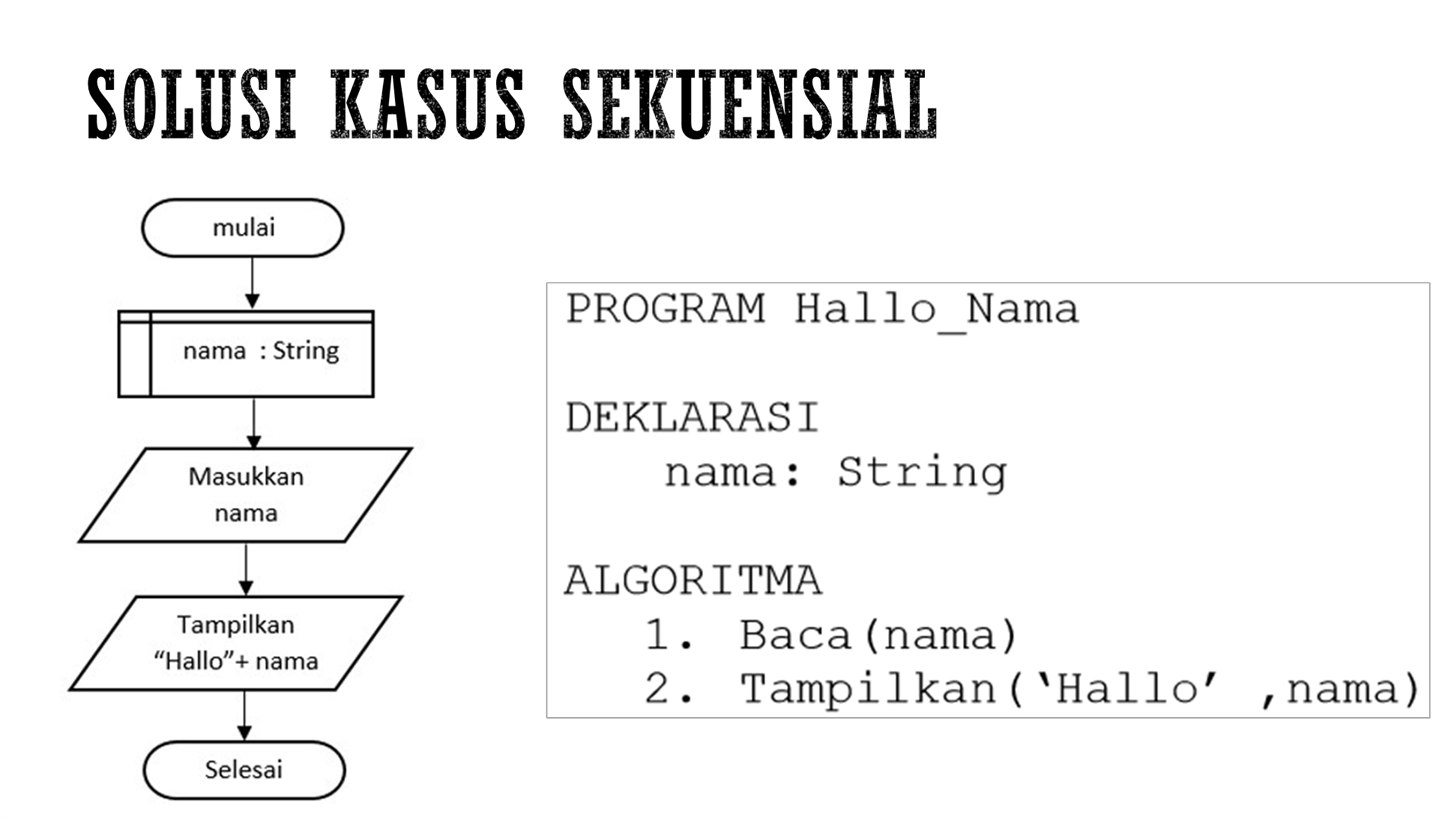 SOLUSI KASUS SEKUENSIAL
mulai
nama : String
Masukkan
nama
Tampilkan
“Hallo”+ nama
Selesai
PROGRAM Hallo_Nama
DEKLARASI
nama: String
ALGORITMA
1. Baca(nama)
2. Tampilkan(‘Hallo’ ,nama)